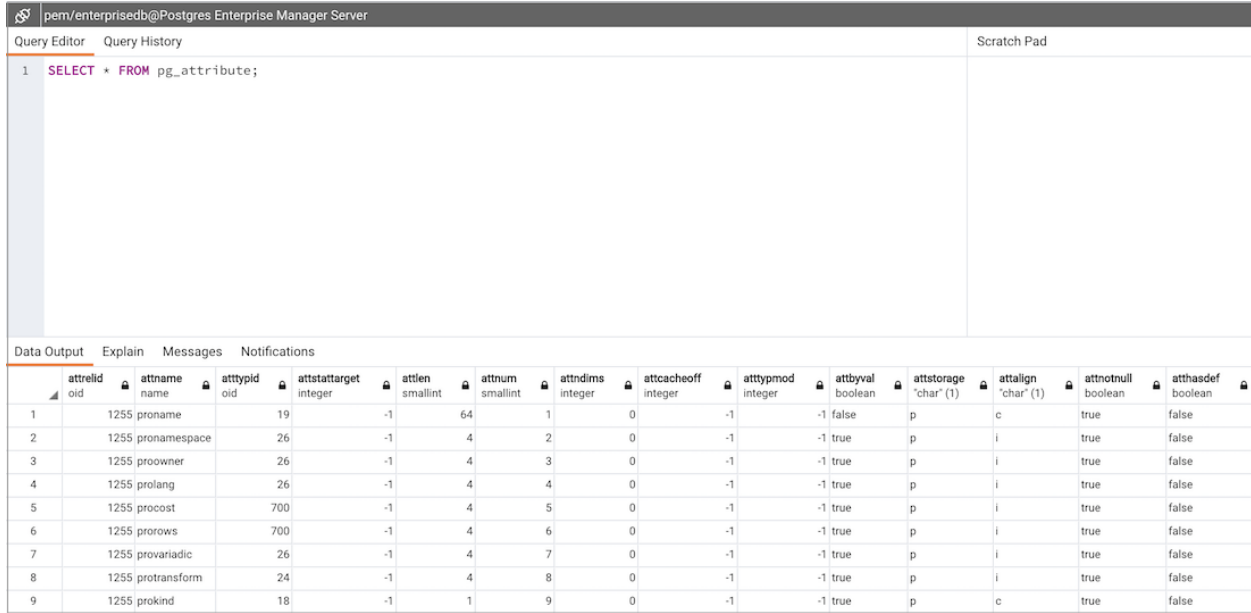 pem/enterprisedb@Postgres Enterprise Manager Server
Query Editor Query History Scratch Pad
1 SELECT * FROM pg_attribute;
Data Output Explain Messages Notifications
attrelid attname atttypid attstattarget attlen attnum attndims attcacheoff atttypmod attbyval attstorage attalign attnotnull atthasdef
oid name oid integer smallint smallint integer integer integer boolean "char" (1) "char" (1) boolean boolean
1 1255 proname 19 -1 64 1 0 -1 -1 false p c true false
2 1255 pronamespace 26 -1 4 2 0 -1 -1 true p i true false
3 1255 proowner 26 -1 4 3 0 -1 -1 true p i true false
4 1255 prolang 26 -1 4 4 0 -1 -1 true p i true false
5 1255 procost 700 -1 4 5 0 -1 -1 true p i true false
6 1255 prorows 700 -1 4 6 0 -1 -1 true p i true false
7 1255 provariadic 26 -1 4 7 0 -1 -1 true p i true false
8 1255 protransform 24 -1 4 8 0 -1 -1 true p i true false
9 1255 prokind 18 -1 1 9 0 -1 -1 true p c true false